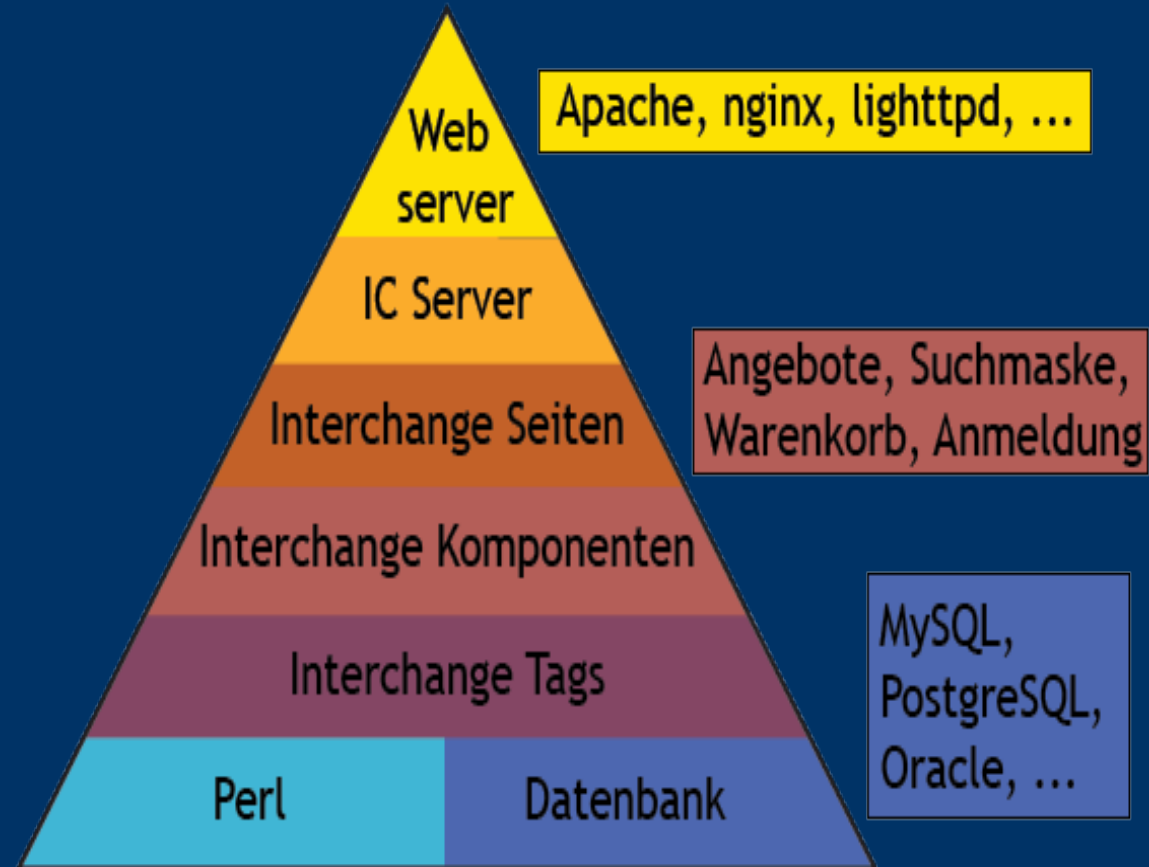 Web
server
Apache, nginx, lighttpd, ...
IC Server
Interchange Seiten
Angebote, Suchmaske,
Warenkorb, Anmeldung
Interchange Komponenten
Interchange Tags
MySQL,
PostgreSQL,
Oracle, ...
Perl
Datenbank